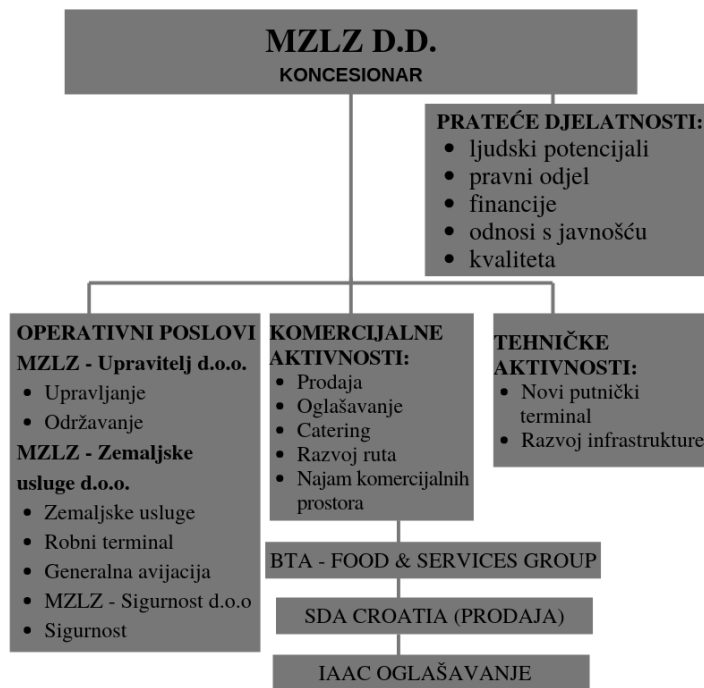 MZLZ D.D.
KONCESIONAR
PRATEĆE DJELATNOSTI:
• ljudski potencijali
• pravni odjel
• financije
• odnosi s javnošću
• kvaliteta
OPERATIVNI POSLOVI
MZLZ - Upravitelj d.o.o.
• Upravljanje
• Održavanje
MZLZ - Zemaljske
usluge d.o.o.
• Zemaljske usluge
• Robni terminal
• Generalna avijacija
• MZLZ - Sigurnost d.o.o
• Sigurnost
KOMERCIJALNE
AKTIVNOSTI:
• Prodaja
• Oglašavanje
• Catering
• Razvoj ruta
• Najam komercijalnih
prostora
TEHNIČKE
AKTIVNOSTI:
• Novi putnički
terminal
• Razvoj infrastrukture
BTA - FOOD & SERVICES GROUP
SDA CROATIA (PRODAJA)
IAAC OGLAŠAVANJE